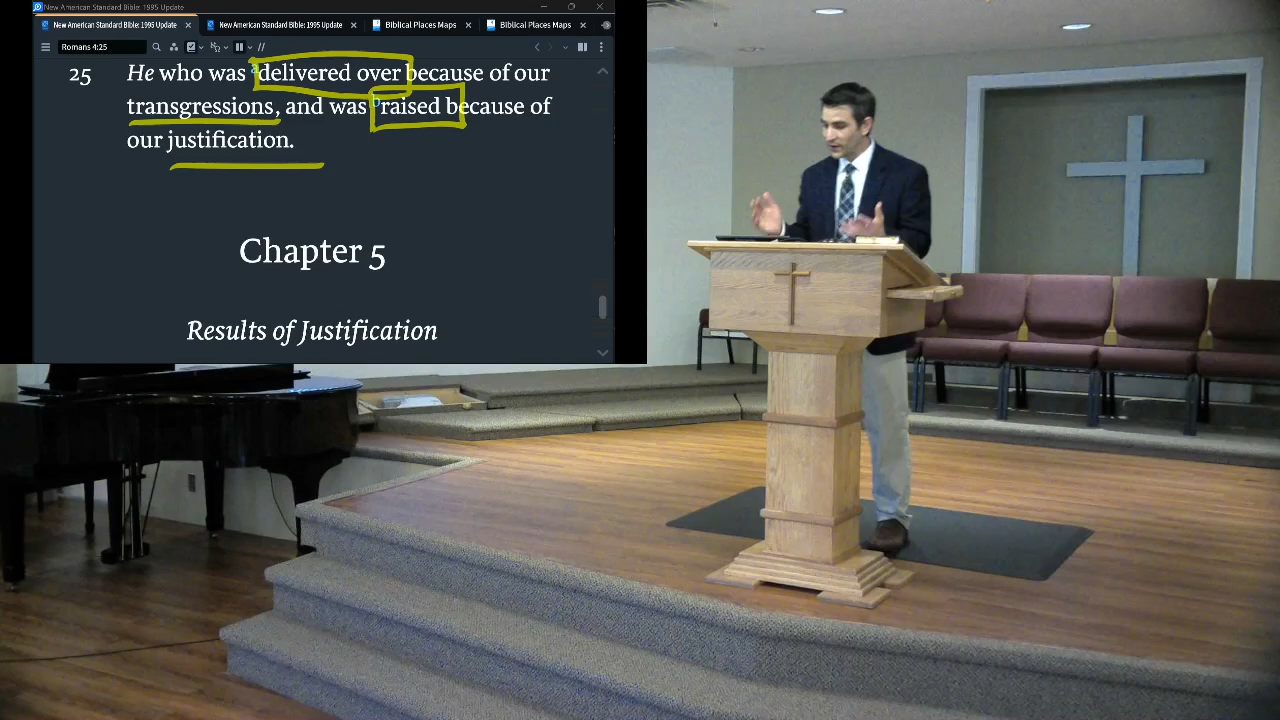 New American Standard Bible: 1995 Update
New American Standard Bible: 1995 Update
New American Standard Bible: 1995 Update
Biblical Places Maps
Biblical Places Maps
Romans 4:25
25 He who was a delivered over because of our
transgressions, and was b raised because of
our justification.
Chapter 5
Results of Justification